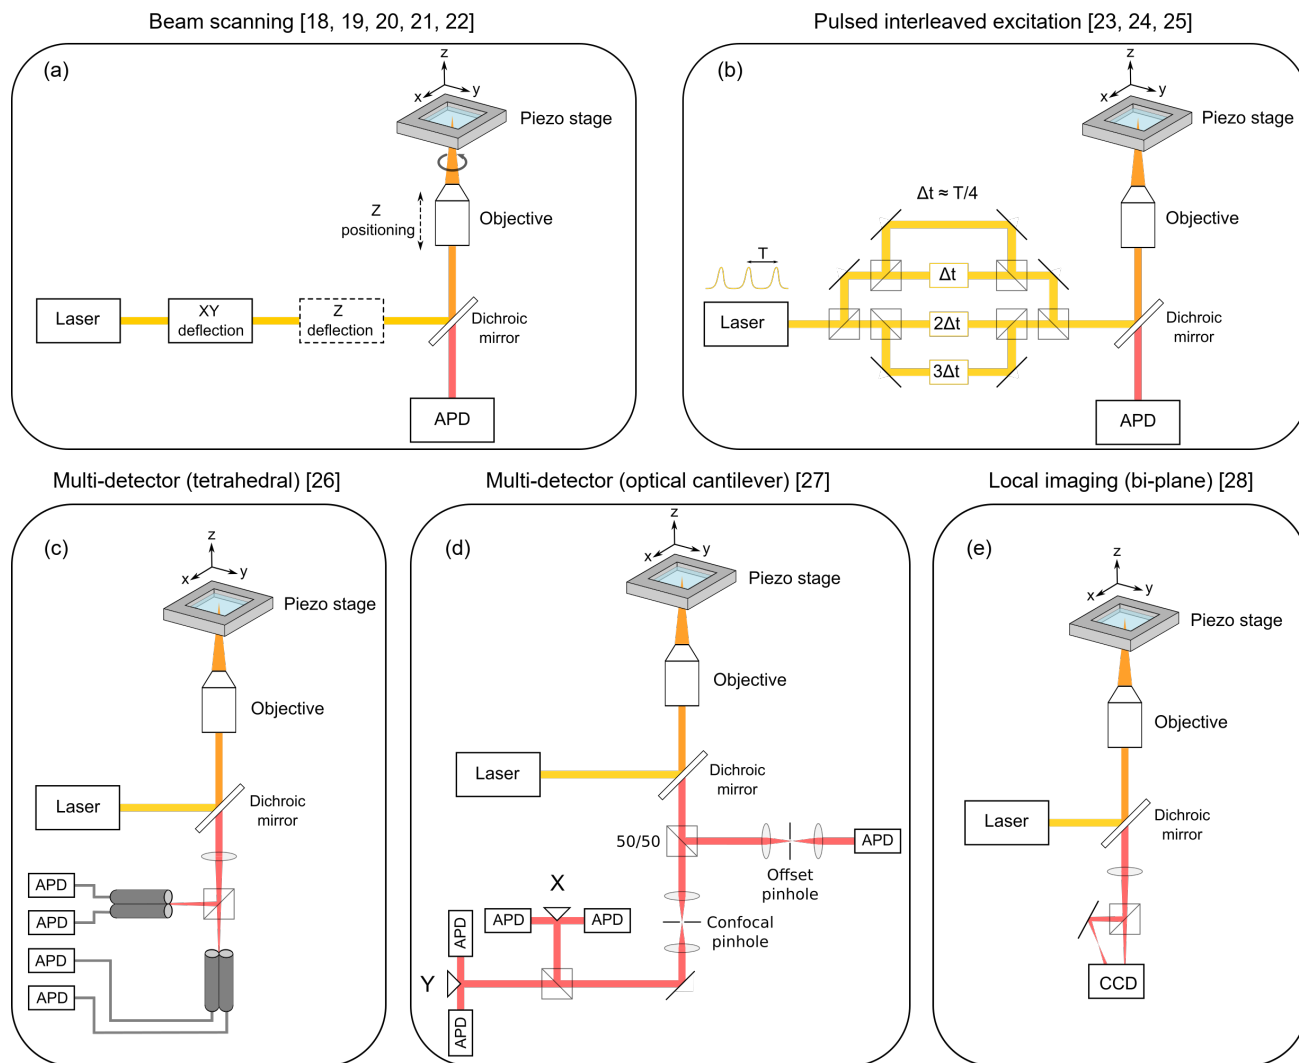 Beam scanning [18, 19, 20, 21, 22]
(a)
z
x
y
Piezo stage
Z
positioning
Objective
Laser
XY
deflection
Z
deflection
Dichroic
mirror
APD
Pulsed interleaved excitation [23, 24, 25]
(b)
z
x
y
Piezo stage
Δt ≈ T/4
Objective
T
Δt
Laser
2Δt
Dichroic
mirror
3Δt
APD
Multi-detector (tetrahedral) [26]
(c)
z
x
y
Piezo stage
Objective
Laser
Dichroic
mirror
APD
APD
APD
APD
Multi-detector (optical cantilever) [27]
(d)
z
x
y
Piezo stage
Objective
Laser
Dichroic
mirror
50/50
APD
Offset
pinhole
X
APD
APD
Confocal
pinhole
APD
Y
APD
Local imaging (bi-plane) [28]
(e)
z
x
y
Piezo stage
Objective
Laser
Dichroic
mirror
CCD